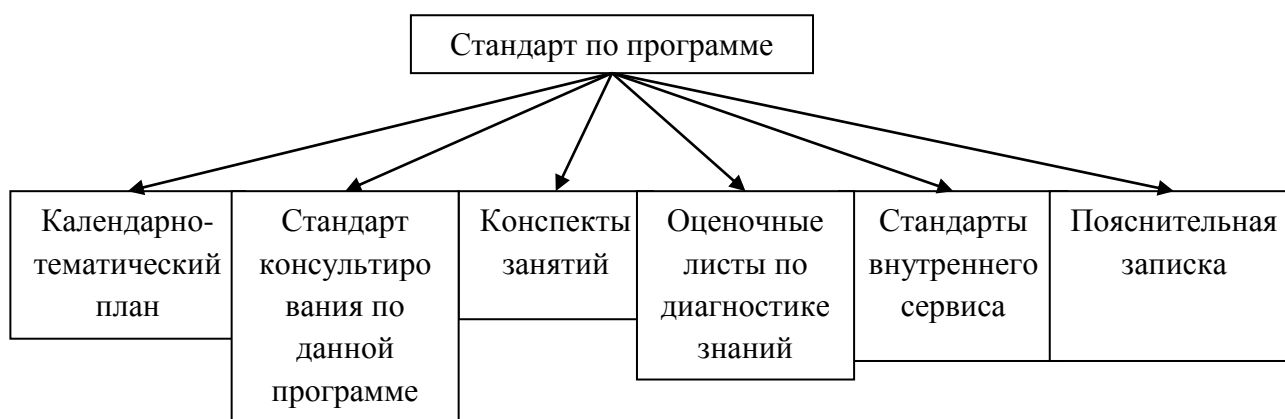 Стандарт по программе
Календарно-
тематический
план
Стандарт
консультиро
вания по
данной
программе
Конспекты
занятий
Оценочные
листы по
диагностике
знаний
Стандарты
внутреннего
сервиса
Пояснительная
записка